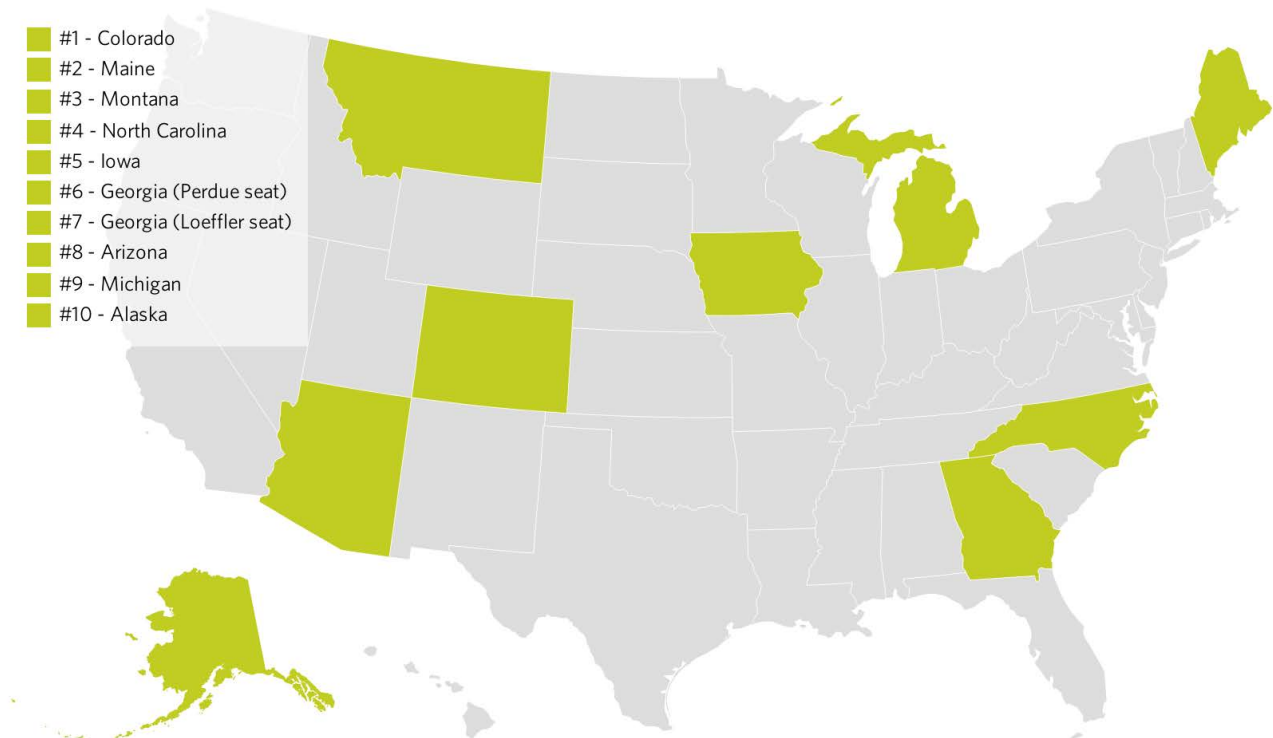 #1 - Colorado
#2 - Maine
#3 - Montana
#4 - North Carolina
#5 - Iowa
#6 - Georgia (Perdue seat)
#7 - Georgia (Loeffler seat)
#8 - Arizona
#9 - Michigan
#10 - Alaska